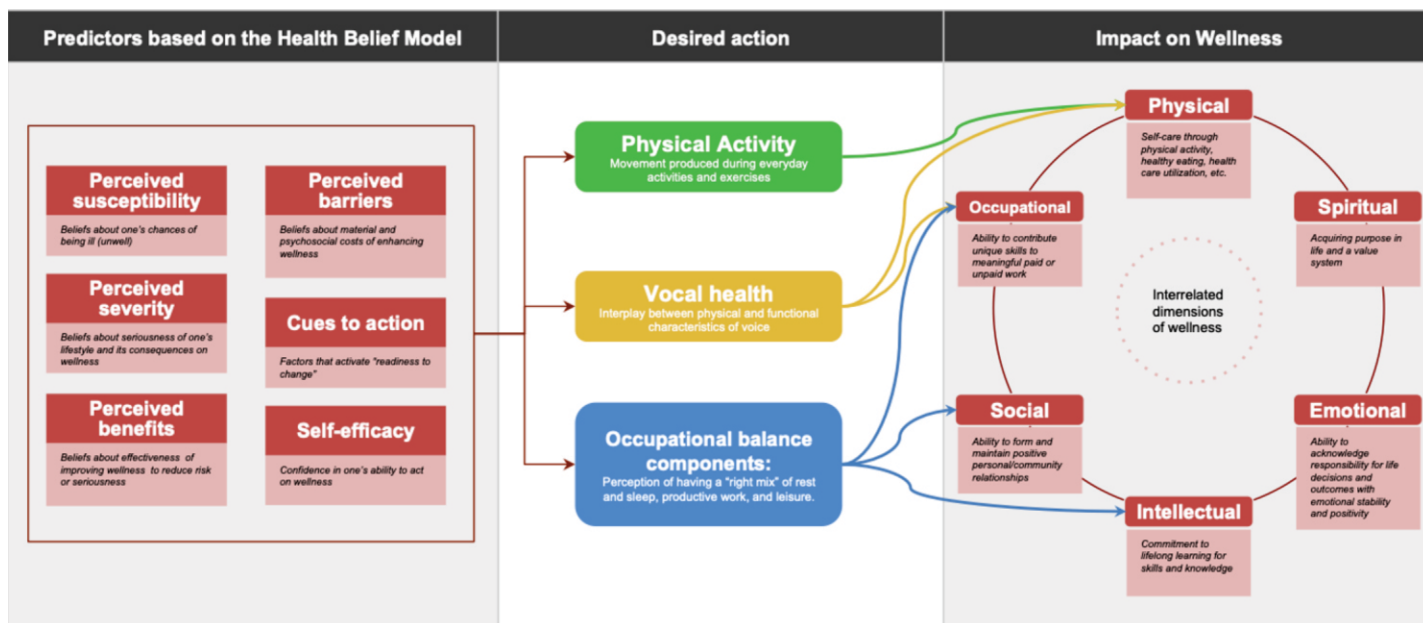 Predictors based on the Health Belief Model
Desired action
Impact on Wellness
Perceived
susceptibility
Beliefs about one's chances of
being ill (unwell)
Perceived
severity
Beliefs about seriousness of one's
lifestyle and its consequences on
wellness
Perceived
benefits
Beliefs about effectiveness of
improving wellness to reduce risk
or seriousness
Perceived
barriers
Beliefs about material and
psychosocial costs of enhancing
wellness
Cues to action
Factors that activate "readiness to
change"
Self-efficacy
Confidence in one's ability to act
on wellness
Physical Activity
Movement produced during everyday
activities and exercises
Vocal health
Interplay between physical and functional
characteristics of voice
Occupational balance
components:
Perception of having a "right mix" of rest
and sleep, productive work, and leisure.
Physical
Self-care through
physical activity,
healthy eating, health
care utilization, etc.
Occupational
Ability to contribute
unique skills to
meaningful paid or
unpaid work
Spiritual
Acquiring purpose in
life and a value
system
Interrelated
dimensions
of wellness
Social
Ability to form and
maintain positive
personal/community
relationships
Emotional
Ability to
acknowledge
responsibility for life
decisions and
outcomes with
emotional stability
and positivity
Intellectual
Commitment to
lifelong learning for
skills and knowledge